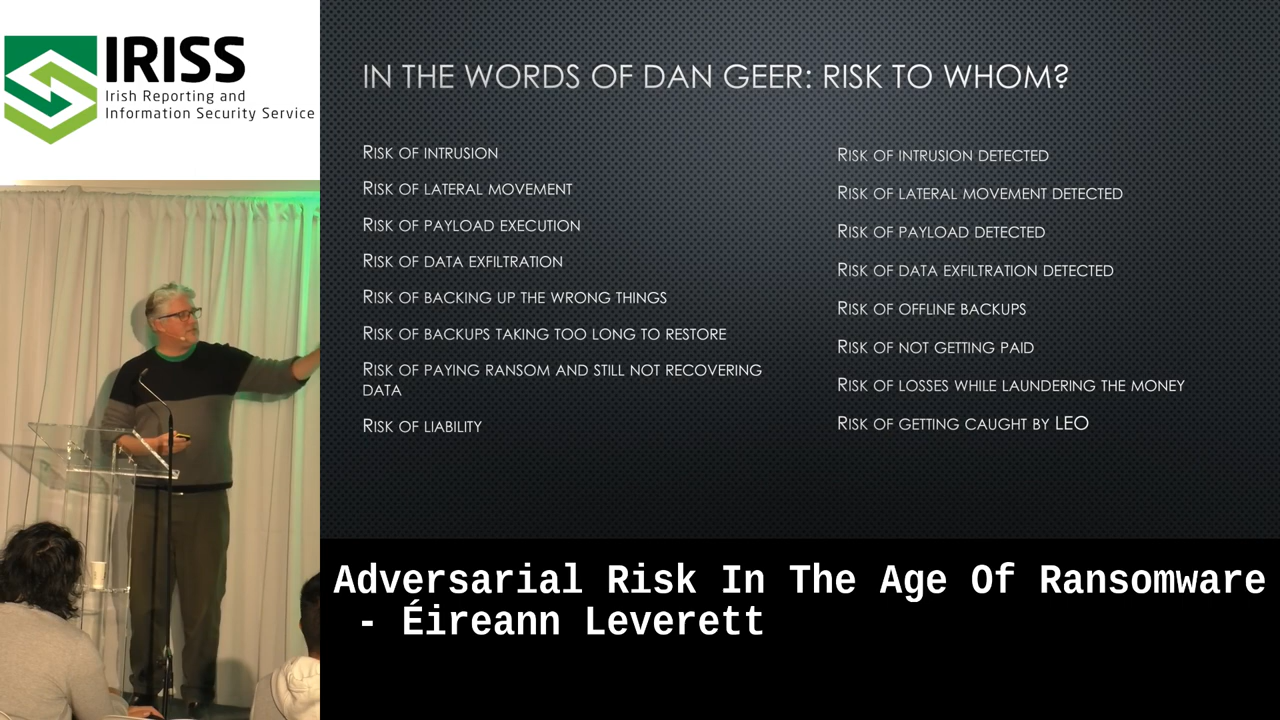 IRISS
Irish Reporting and
Information Security Service
IN THE WORDS OF DAN GEER: RISK TO WHOM?
RISK OF INTRUSION
RISK OF LATERAL MOVEMENT
RISK OF PAYLOAD EXECUTION
RISK OF DATA EXFILTRATION
RISK OF BACKING UP THE WRONG THINGS
RISK OF BACKUPS TAKING TOO LONG TO RESTORE
RISK OF PAYING RANSOM AND STILL NOT RECOVERING
DATA
RISK OF LIABILITY
RISK OF INTRUSION DETECTED
RISK OF LATERAL MOVEMENT DETECTED
RISK OF PAYLOAD DETECTED
RISK OF DATA EXFILTRATION DETECTED
RISK OF OFFLINE BACKUPS
RISK OF NOT GETTING PAID
RISK OF LOSSES WHILE LAUNDERING THE MONEY
RISK OF GETTING CAUGHT BY LEO
Adversarial Risk In The Age Of Ransomware
- Éireann Leverett